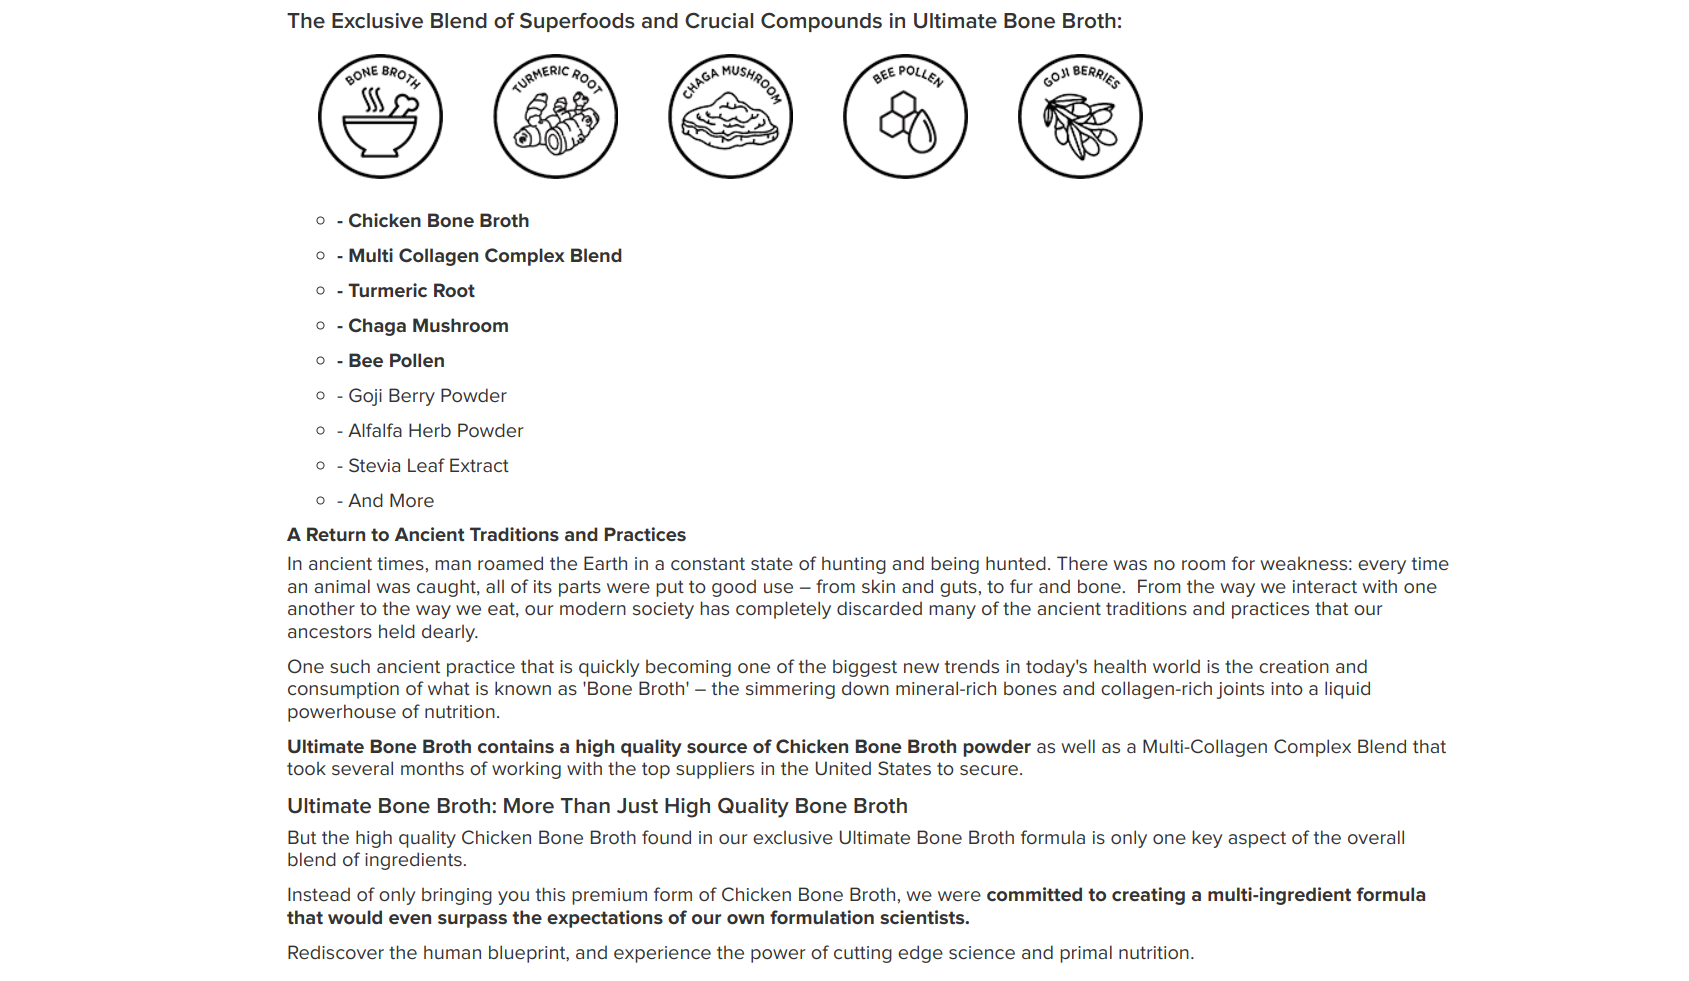 The Exclusive Blend of Superfoods and Crucial Compounds in Ultimate Bone Broth:
BONE BROTH
TURMERIC ROOT
CHAGA MUSHROOM
BEE POLLEN
GOJI BERRIES
- Chicken Bone Broth
- Multi Collagen Complex Blend
- Turmeric Root
- Chaga Mushroom
- Bee Pollen
- Goji Berry Powder
- Alfalfa Herb Powder
- Stevia Leaf Extract
- And More
A Return to Ancient Traditions and Practices
In ancient times, man roamed the Earth in a constant state of hunting and being hunted. There was no room for weakness: every time
an animal was caught, all of its parts were put to good use – from skin and guts, to fur and bone.  From the way we interact with one
another to the way we eat, our modern society has completely discarded many of the ancient traditions and practices that our
ancestors held dearly.
One such ancient practice that is quickly becoming one of the biggest new trends in today's health world is the creation and
consumption of what is known as 'Bone Broth' – the simmering down mineral-rich bones and collagen-rich joints into a liquid
powerhouse of nutrition.
Ultimate Bone Broth contains a high quality source of Chicken Bone Broth powder as well as a Multi-Collagen Complex Blend that
took several months of working with the top suppliers in the United States to secure.
Ultimate Bone Broth: More Than Just High Quality Bone Broth
But the high quality Chicken Bone Broth found in our exclusive Ultimate Bone Broth formula is only one key aspect of the overall
blend of ingredients.
Instead of only bringing you this premium form of Chicken Bone Broth, we were committed to creating a multi-ingredient formula
that would even surpass the expectations of our own formulation scientists.
Rediscover the human blueprint, and experience the power of cutting edge science and primal nutrition.